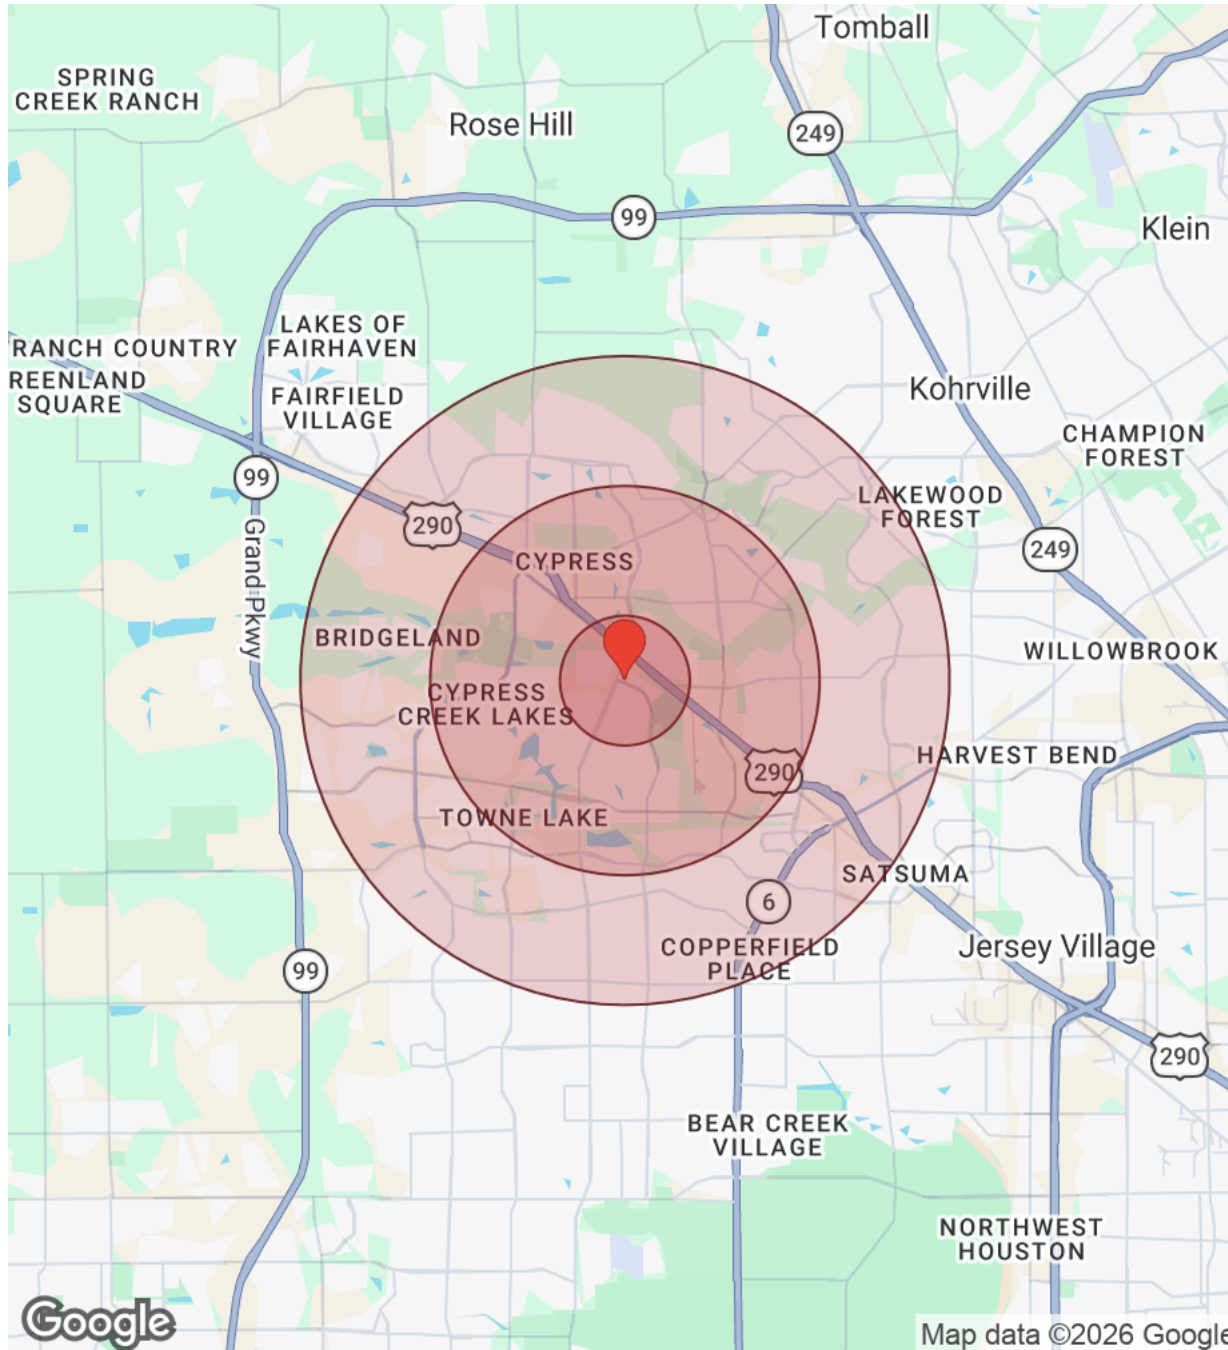 Tomball
SPRING
CREEK RANCH
Rose Hill
249
99
Klein
LAKES OF
FAIRHAVEN
RANCH COUNTRY
REENLAND
SQUARE
FAIRFIELD
VILLAGE
Kohrville
CHAMPION
FOREST
99
Grand Pkwy
290
LAKEWOOD
FOREST
249
CYPRESS
BRIDGELAND
WILLOWBROOK
CYPRESS
CREEK LAKES
HARVEST BEND
290
TOWNE LAKE
SATSUMA
6
COPPERFIELD
PLACE
Jersey Village
99
290
BEAR CREEK
VILLAGE
NORTHWEST
HOUSTON
Google
Map data ©2026 Google